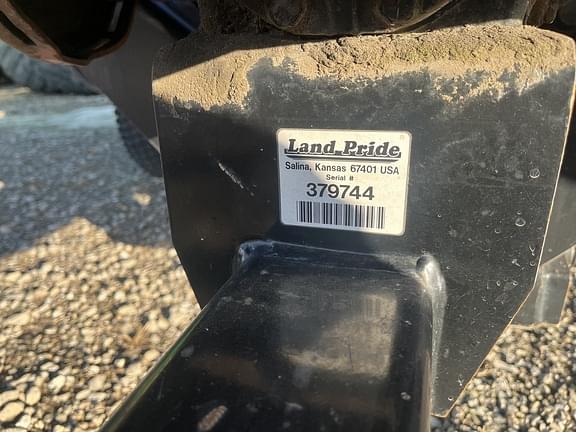 Land Pride
Salina, Kansas 67401 USA
Serial #
379744